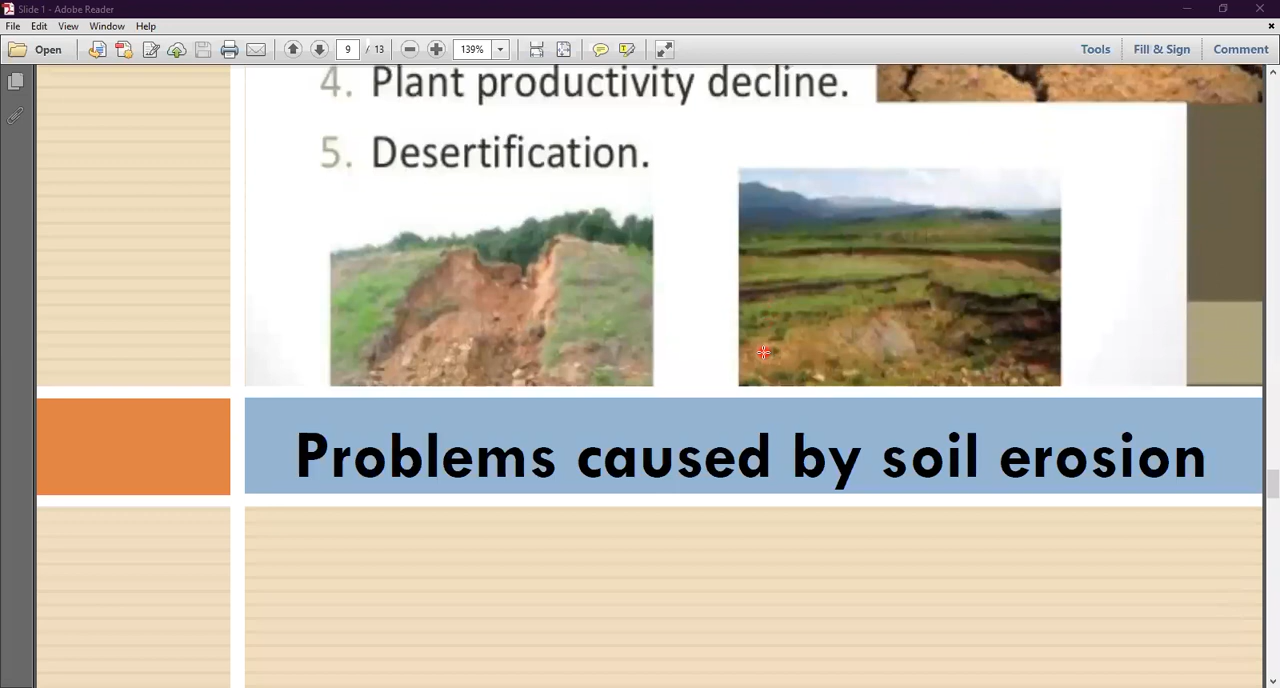 Slide 1 - Adobe Reader
File Edit View Window Help
Open 9 / 13 139% Tools Fill & Sign Comment
4. Plant productivity decline.
5. Desertification.
Problems caused by soil erosion